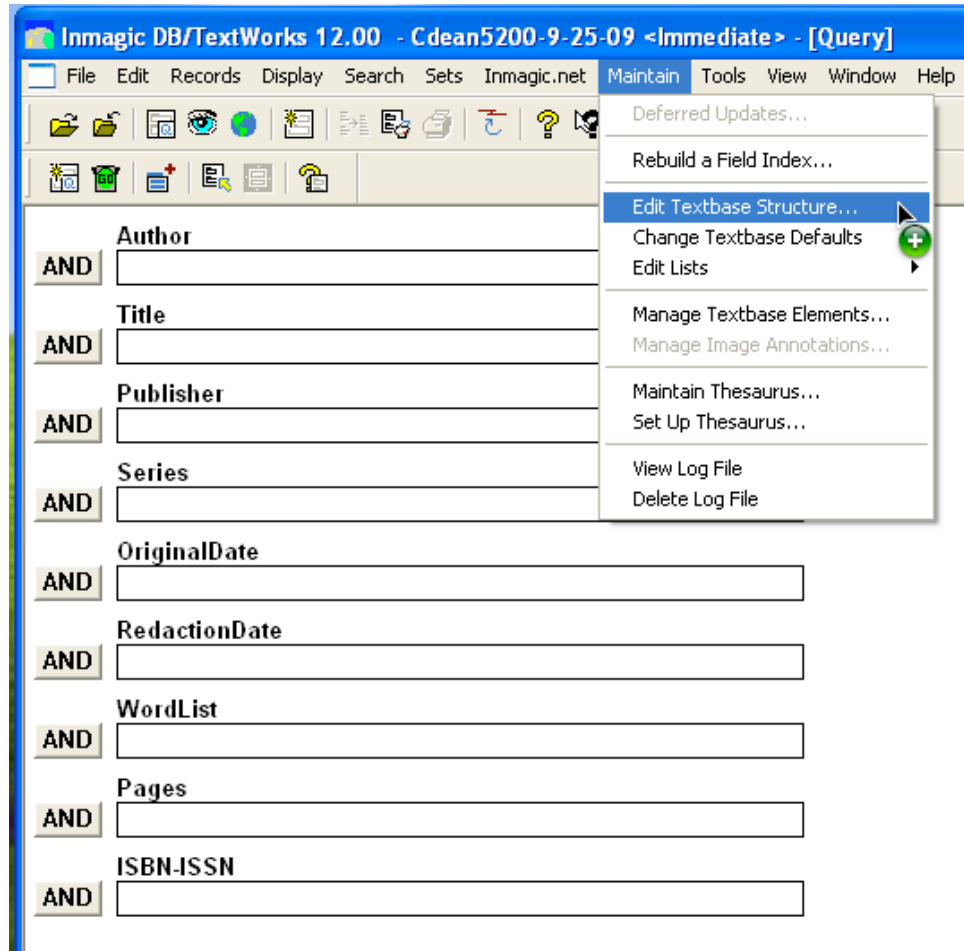 Inmagic DB/TextWorks 12.00 - Cdean5200-9-25-09 <Immediate> - [Query]
File Edit Records Display Search Sets Inmagic.net Maintain Tools View Window Help
Deferred Updates...
Rebuild a Field Index...
Edit Textbase Structure...
Change Textbase Defaults
Edit Lists
Manage Textbase Elements...
Manage Image Annotations...
Maintain Thesaurus...
Set Up Thesaurus...
View Log File
Delete Log File
GO
Author
AND
Title
AND
Publisher
AND
Series
AND
OriginalDate
AND
RedactionDate
AND
WordList
AND
Pages
AND
ISBN-ISSN
AND